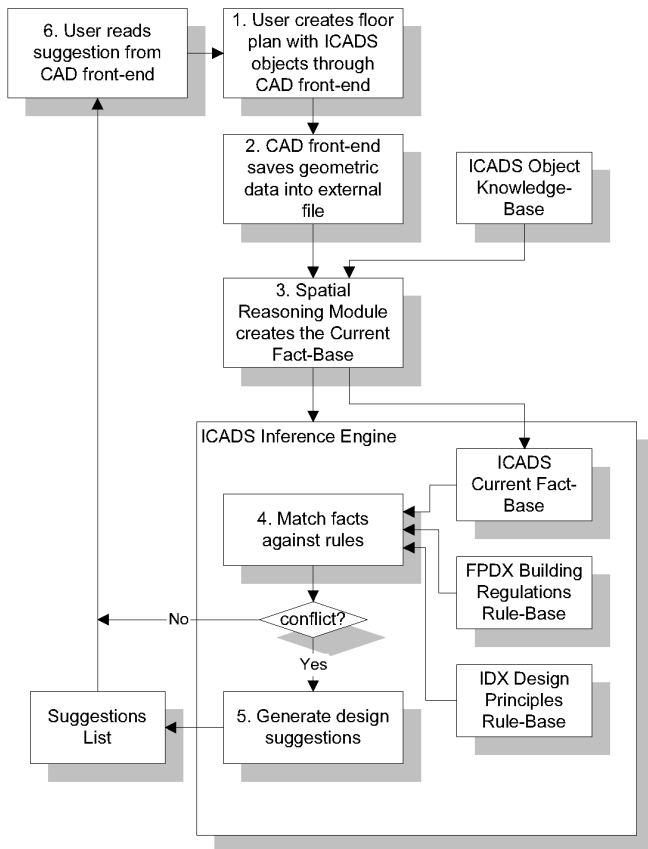 6. User reads
suggestion from
CAD front-end
1. User creates floor
plan with ICADS
objects through
CAD front-end
2. CAD front-end
saves geometric
data into external
file
ICADS Object
Knowledge-
Base
3. Spatial
Reasoning Module
creates the Current
Fact-Base
ICADS Inference Engine
ICADS
Current Fact-
Base
4. Match facts
against rules
FPDX Building
Regulations
Rule-Base
conflict?
No
Yes
IDX Design
Principles
Rule-Base
5. Generate design
suggestions
Suggestions
List